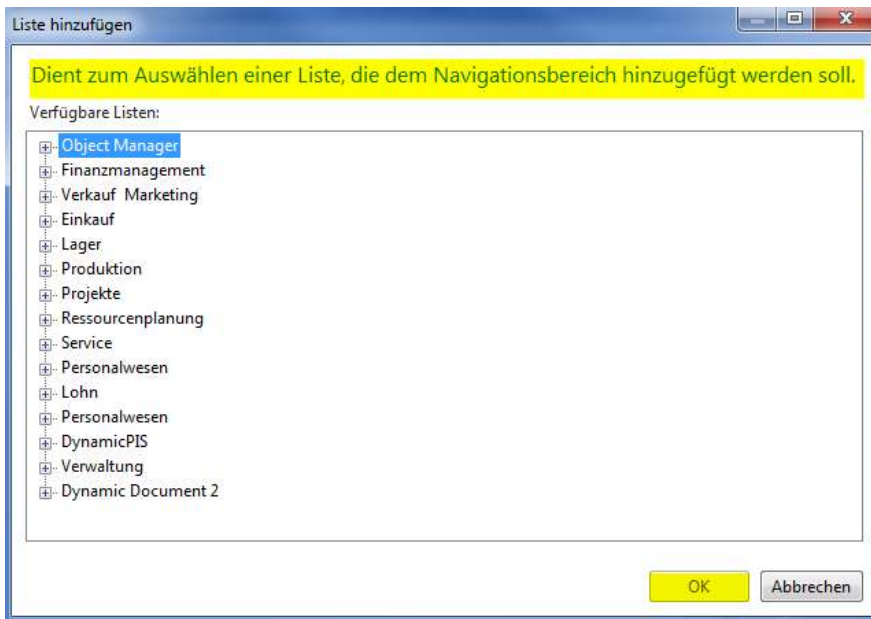 Liste hinzufügen
Dient zum Auswählen einer Liste, die dem Navigationsbereich hinzugefügt werden soll.
Verfügbare Listen:
Object Manager
Finanzmanagement
Verkauf Marketing
Einkauf
Lager
Produktion
Projekte
Ressourcenplanung
Service
Personalwesen
Lohn
Personalwesen
DynamicPIS
Verwaltung
Dynamic Document 2
OK Abbrechen